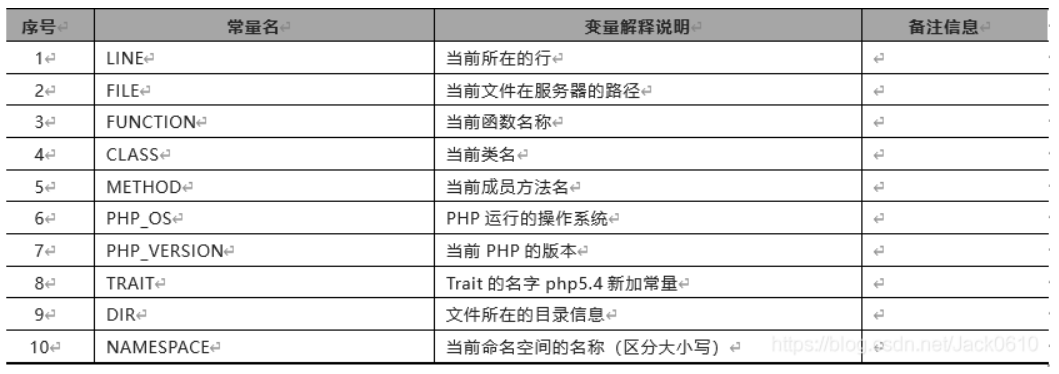 序号 常量名 变量解释说明 备注信息
1 LINE 当前所在的行
2 FILE 当前文件在服务器的路径
3 FUNCTION 当前函数名称
4 CLASS 当前类名
5 METHOD 当前成员方法名
6 PHP_OS PHP 运行的操作系统
7 PHP_VERSION 当前 PHP 的版本
8 TRAIT Trait 的名字 php5.4 新加常量
9 DIR 文件所在的目录信息
10 NAMESPACE 当前命名空间的名称（区分大小写）
https://blog.csdn.net/Jack0610